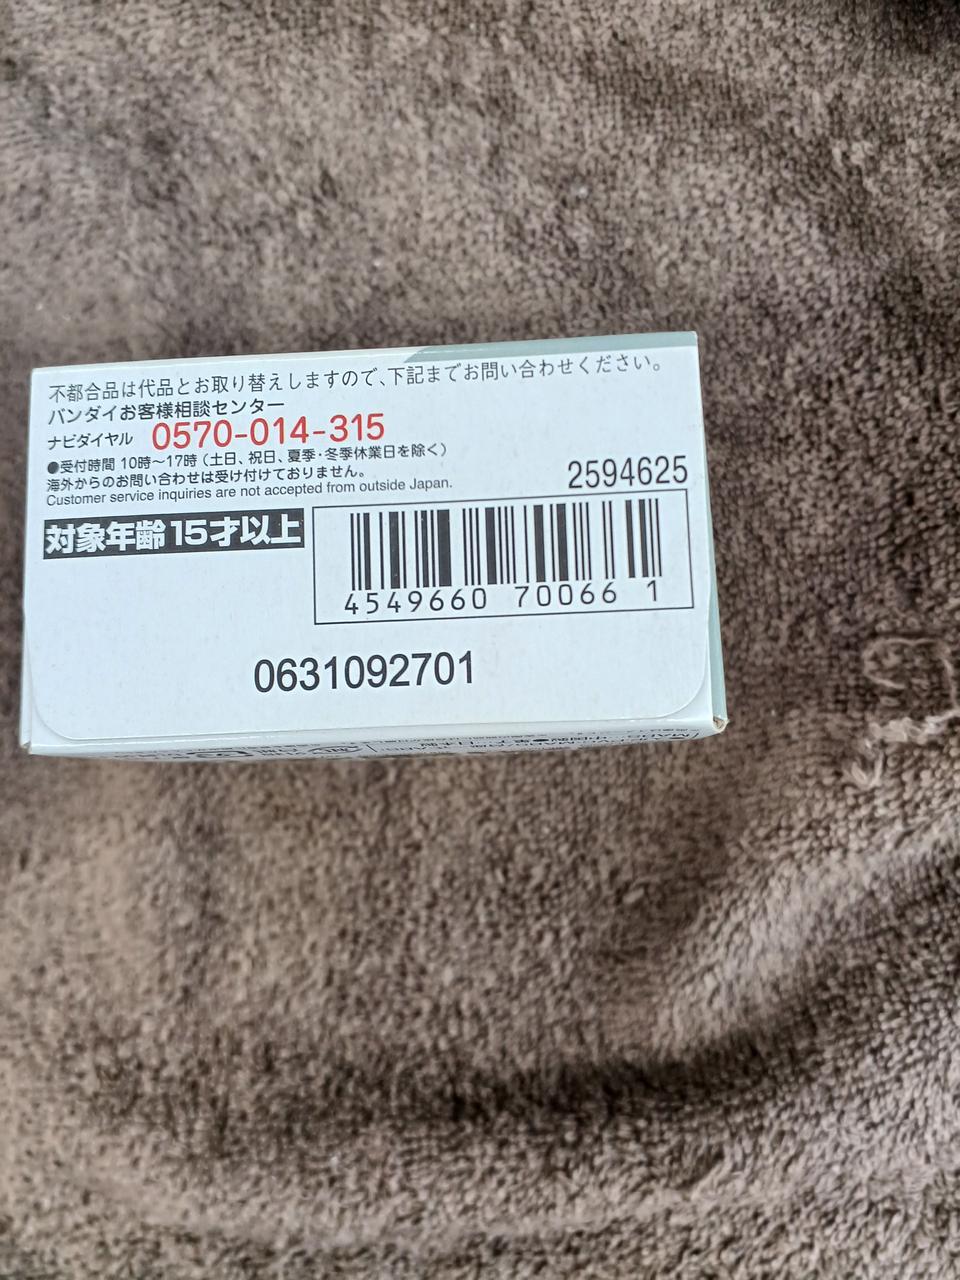 不都合品は代品とお取り替えしますので、下記までお問い合わせください。
バンダイお客様相談センター
ナビダイヤル 0570-014-315
●受付時間 10時〜17時（土日、祝日、夏季・冬季休業日を除く）
海外からのお問い合わせは受け付けておりません。
Customer service inquiries are not accepted from outside Japan.
2594625
対象年齢15才以上
4549660 70066 1
0631092701